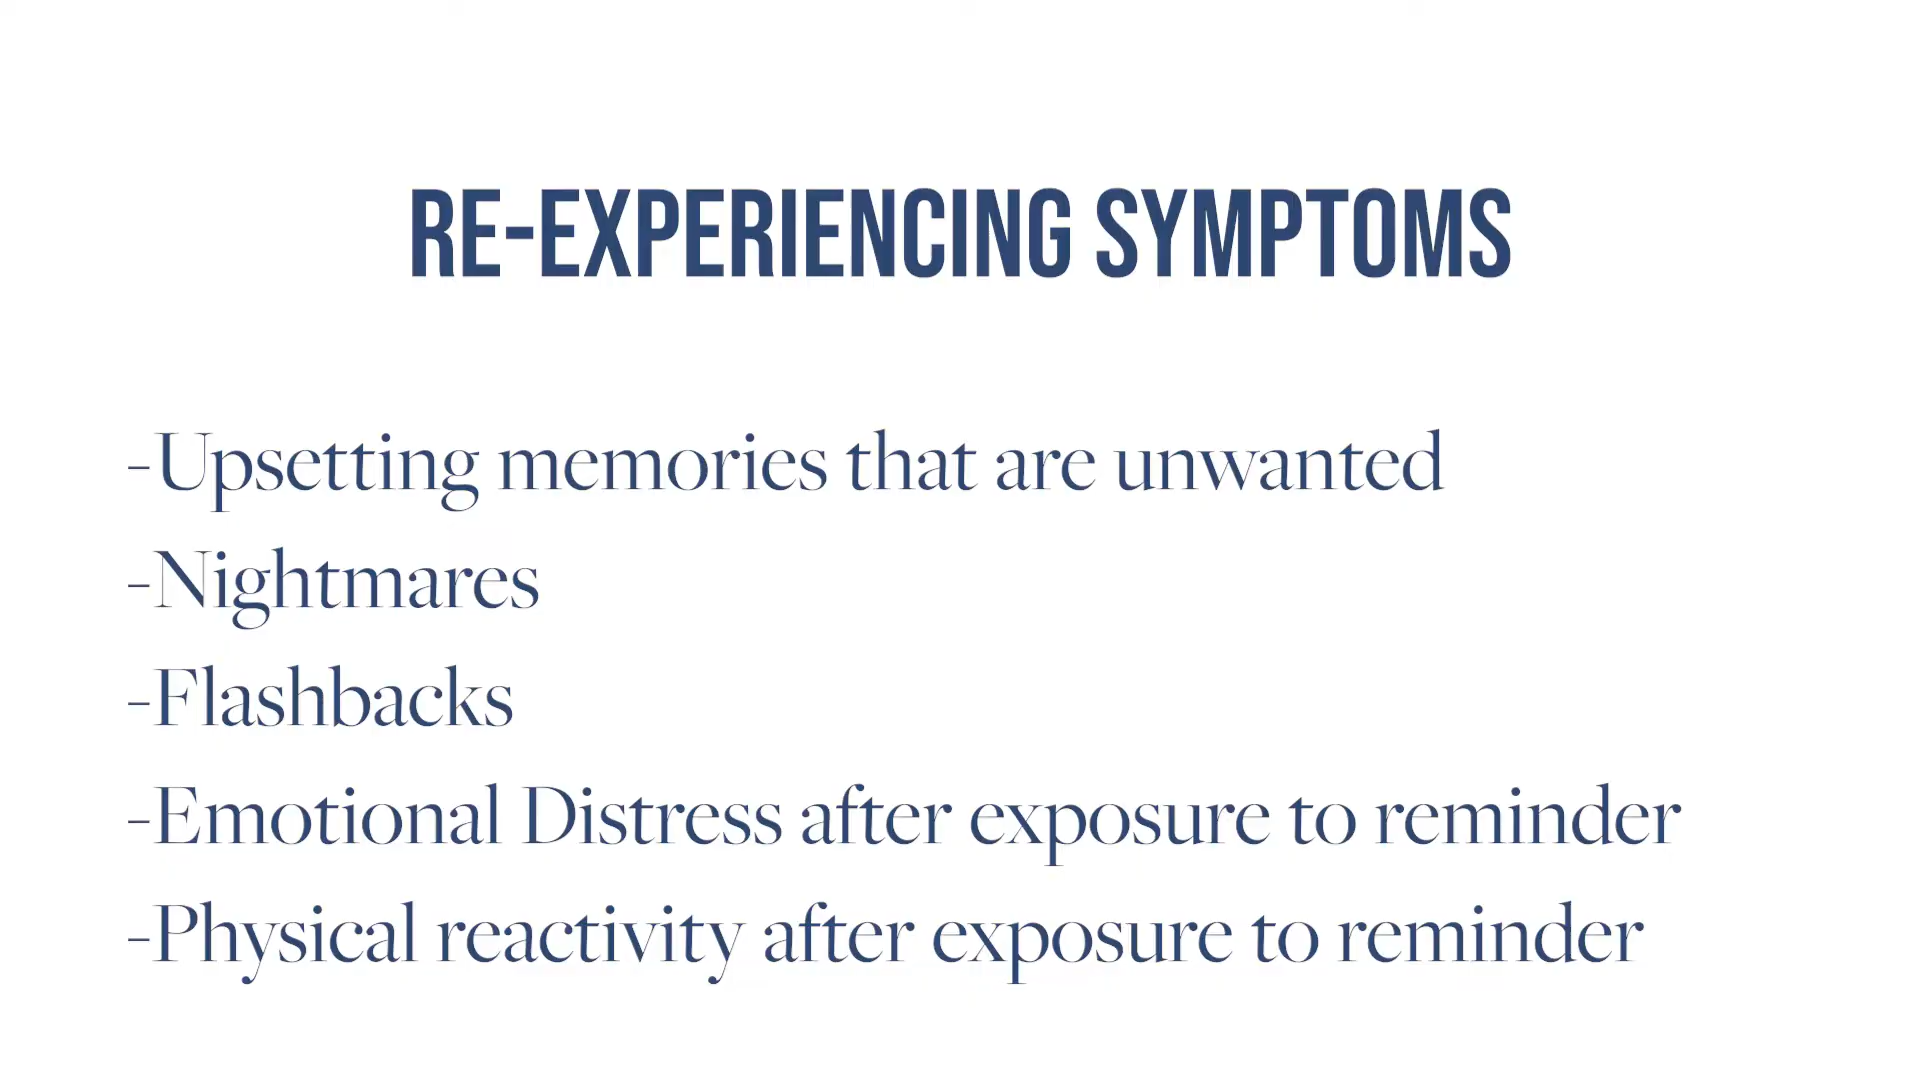 RE-EXPERIENCING SYMPTOMS
-Upsetting memories that are unwanted
-Nightmares
-Flashbacks
-Emotional Distress after exposure to reminder
-Physical reactivity after exposure to reminder